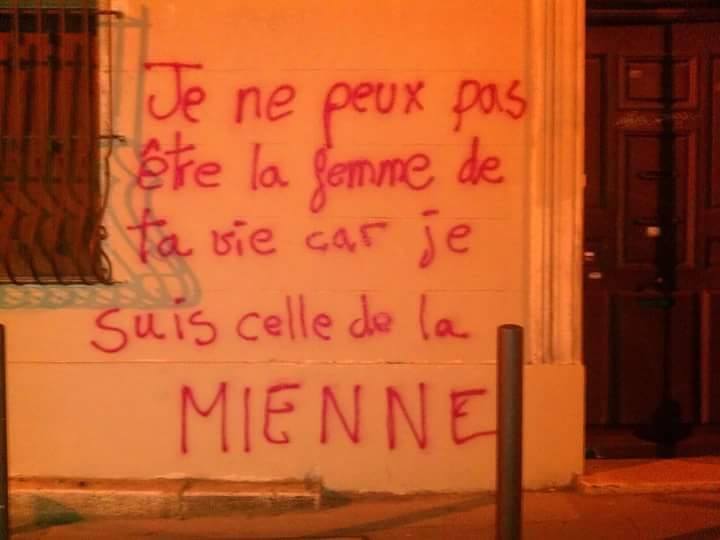 Je ne peux pas
être la femme de
ta vie car je
suis celle de la
MIENNE